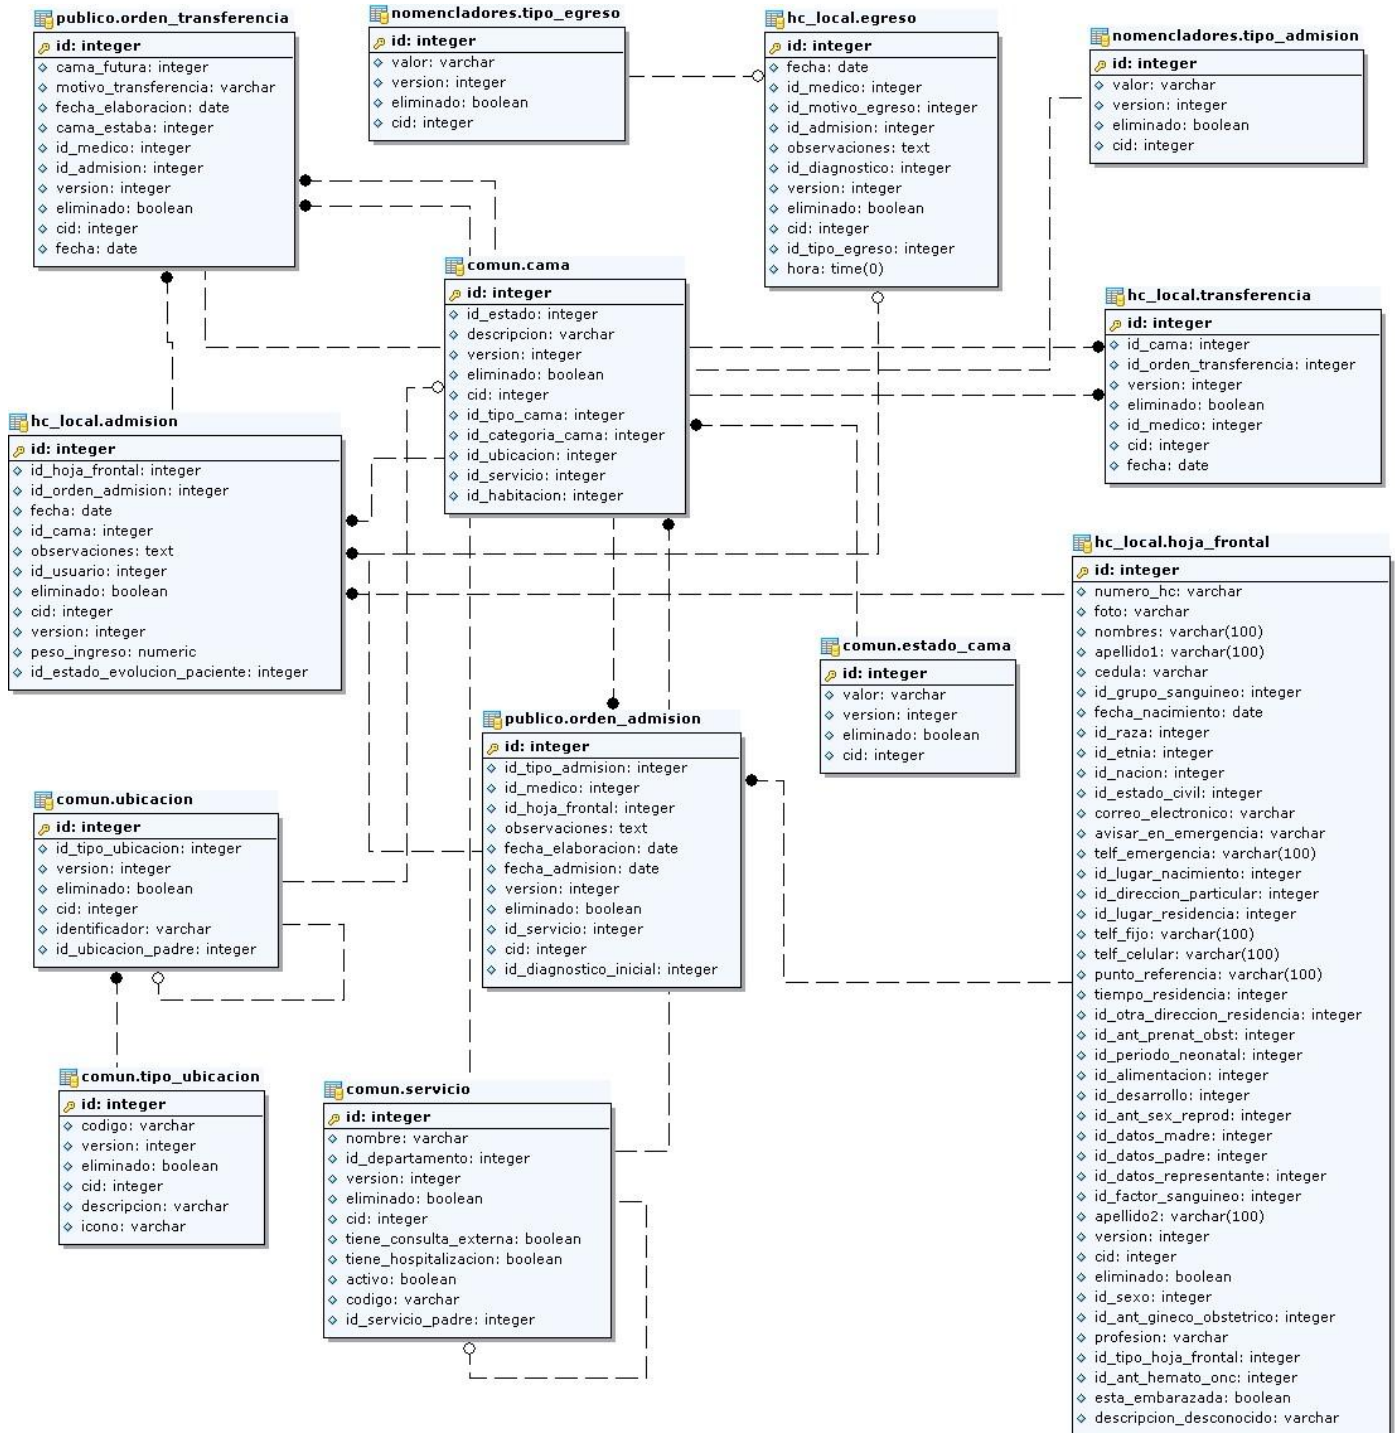 publico.orden_transferencia
id: integer
cama_futura: integer
motivo_transferencia: varchar
fecha_elaboracion: date
cama_estaba: integer
id_medico: integer
id_admision: integer
version: integer
eliminado: boolean
cid: integer
fecha: date
nomencladores.tipo_egreso
id: integer
valor: varchar
version: integer
eliminado: boolean
cid: integer
hc_local.egreso
id: integer
fecha: date
id_medico: integer
id_motivo_egreso: integer
id_admision: integer
observaciones: text
id_diagnostico: integer
version: integer
eliminado: boolean
cid: integer
id_tipo_egreso: integer
hora: time(0)
nomencladores.tipo_admision
id: integer
valor: varchar
version: integer
eliminado: boolean
cid: integer
comun.cama
id: integer
id_estado: integer
descripcion: varchar
version: integer
eliminado: boolean
cid: integer
id_tipo_cama: integer
id_categoria_cama: integer
id_ubicacion: integer
id_servicio: integer
id_habitacion: integer
hc_local.transferencia
id: integer
id_cama: integer
id_orden_transferencia: integer
version: integer
eliminado: boolean
id_medico: integer
cid: integer
fecha: date
hc_local.admision
id: integer
id_hoja_frontal: integer
id_orden_admision: integer
fecha: date
id_cama: integer
observaciones: text
id_usuario: integer
eliminado: boolean
cid: integer
version: integer
peso_ingreso: numeric
id_estado_evolucion_paciente: integer
hc_local.hoja_frontal
id: integer
numero_hc: varchar
foto: varchar
nombres: varchar(100)
apellido1: varchar(100)
cedula: varchar
id_grupo_sanguineo: integer
fecha_nacimiento: date
id_raza: integer
id_etnia: integer
id_nacion: integer
id_estado_civil: integer
correo_electronico: varchar
avisar_en_emergencia: varchar
telf_emergencia: varchar(100)
id_lugar_nacimiento: integer
id_direccion_particular: integer
id_lugar_residencia: integer
telf_fijo: varchar(100)
telf_celular: varchar(100)
punto_referencia: varchar(100)
tiempo_residencia: integer
id_otra_direccion_residencia: integer
id_ant_prenat_obst: integer
id_periodo_neonatal: integer
id_alimentacion: integer
id_desarrollo: integer
id_ant_sex_reprod: integer
id_datos_madre: integer
id_datos_padre: integer
id_datos_representante: integer
id_factor_sanguineo: integer
apellido2: varchar(100)
version: integer
cid: integer
eliminado: boolean
id_sexo: integer
id_ant_gineco_obstetrico: integer
profesion: varchar
id_tipo_hoja_frontal: integer
id_ant_hemato_onc: integer
esta_embarazada: boolean
descripcion_desconocido: varchar
comun.estado_cama
id: integer
valor: varchar
version: integer
eliminado: boolean
cid: integer
publico.orden_admision
id: integer
id_tipo_admision: integer
id_medico: integer
id_hoja_frontal: integer
observaciones: text
fecha_elaboracion: date
fecha_admision: date
version: integer
eliminado: boolean
id_servicio: integer
cid: integer
id_diagnostico_inicial: integer
comun.ubicacion
id: integer
id_tipo_ubicacion: integer
version: integer
eliminado: boolean
cid: integer
identificador: varchar
id_ubicacion_padre: integer
comun.tipo_ubicacion
id: integer
codigo: varchar
version: integer
eliminado: boolean
cid: integer
descripcion: varchar
icono: varchar
comun.servicio
id: integer
nombre: varchar
id_departamento: integer
version: integer
eliminado: boolean
cid: integer
tiene_consulta_externa: boolean
tiene_hospitalizacion: boolean
activo: boolean
codigo: varchar
id_servicio_padre: integer